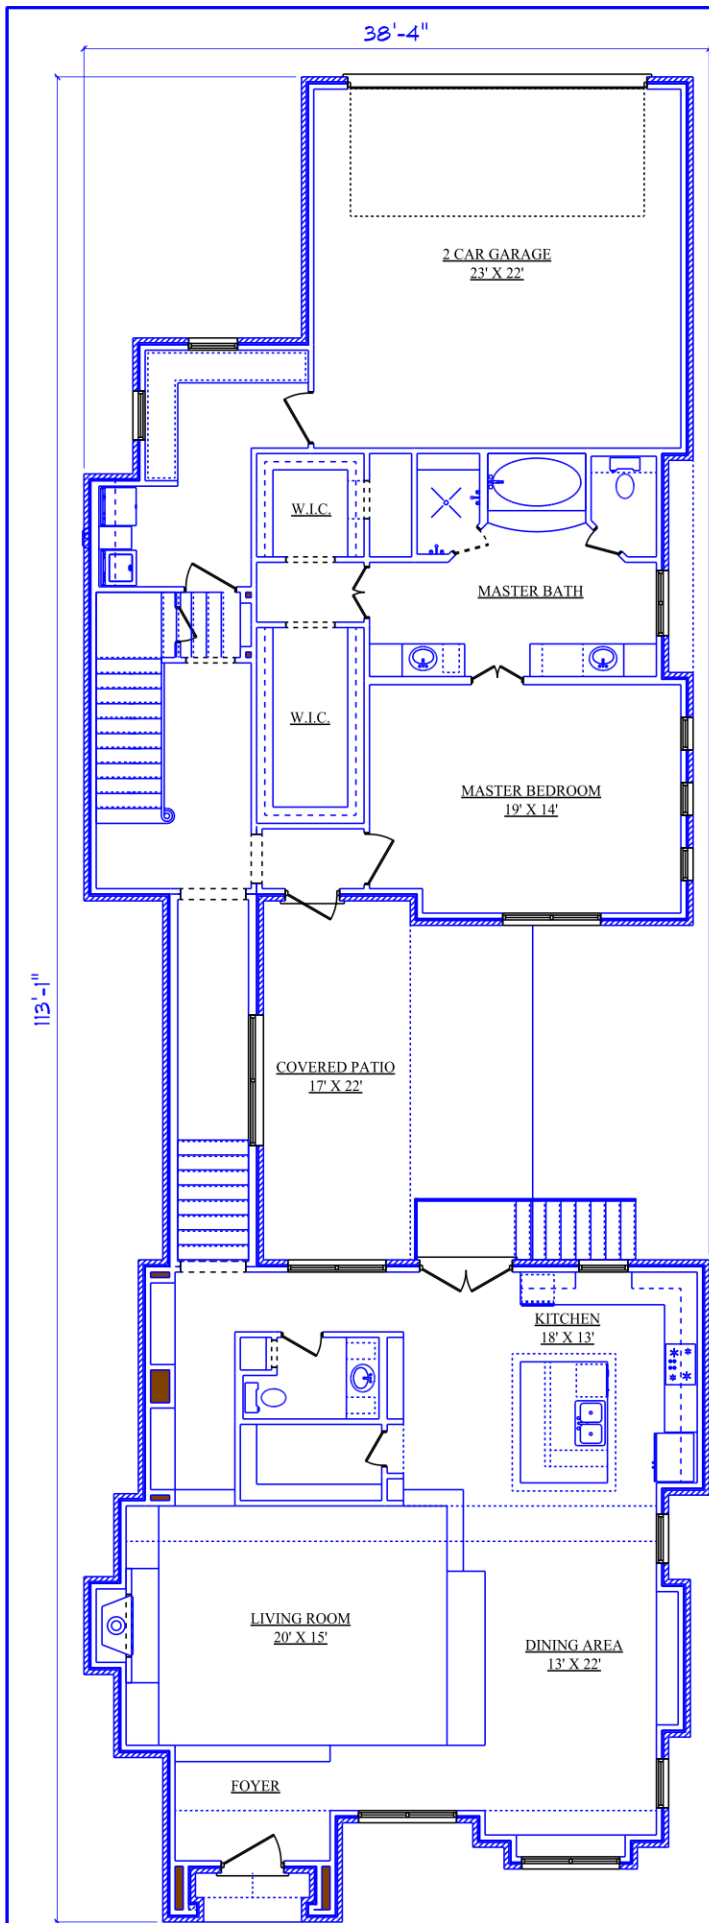 38'-4"
2 CAR GARAGE
23' X 22'
W.I.C.
MASTER BATH
W.I.C.
MASTER BEDROOM
19' X 14'
113'-1"
COVERED PATIO
17' X 22'
KITCHEN
18' X 13'
LIVING ROOM
20' X 15'
DINING AREA
13' X 22'
FOYER